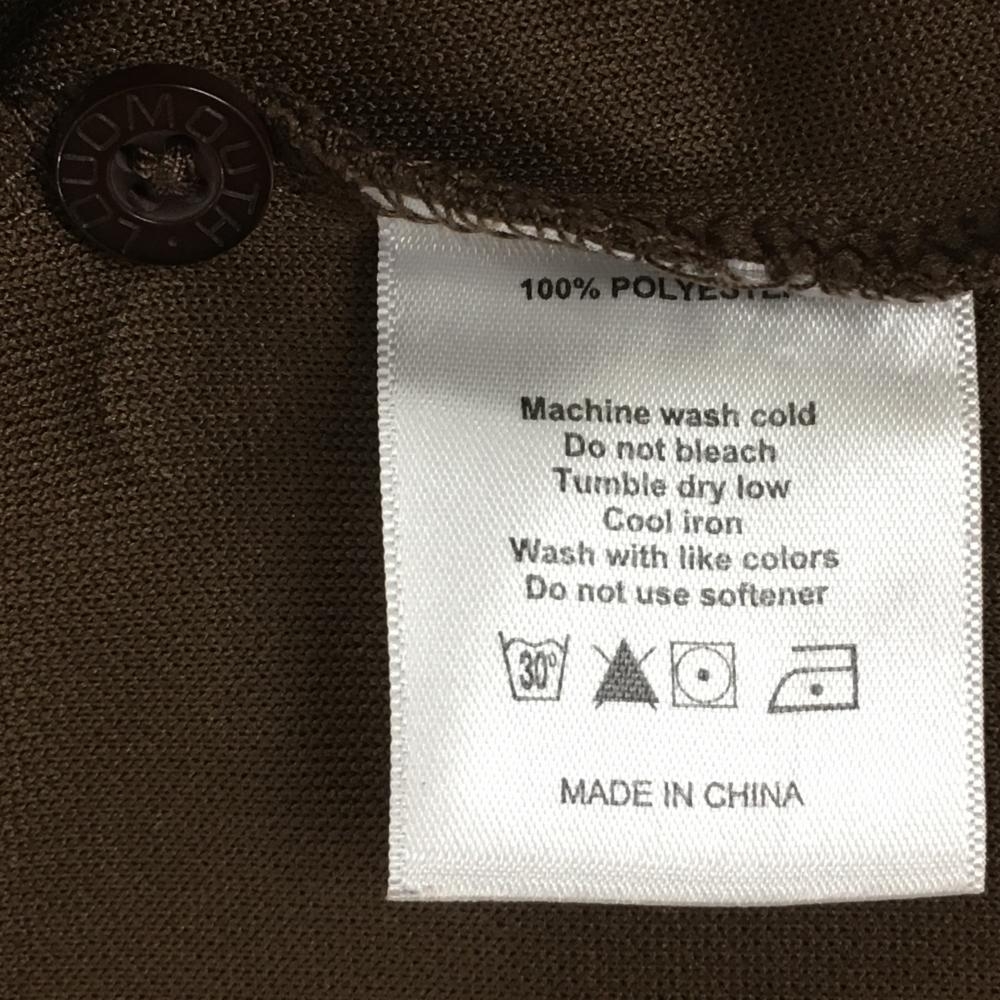 LOUDMOUTH
100% POLYESTER
Machine wash cold
Do not bleach
Tumble dry low
Cool iron
Wash with like colors
Do not use softener
30°
MADE IN CHINA